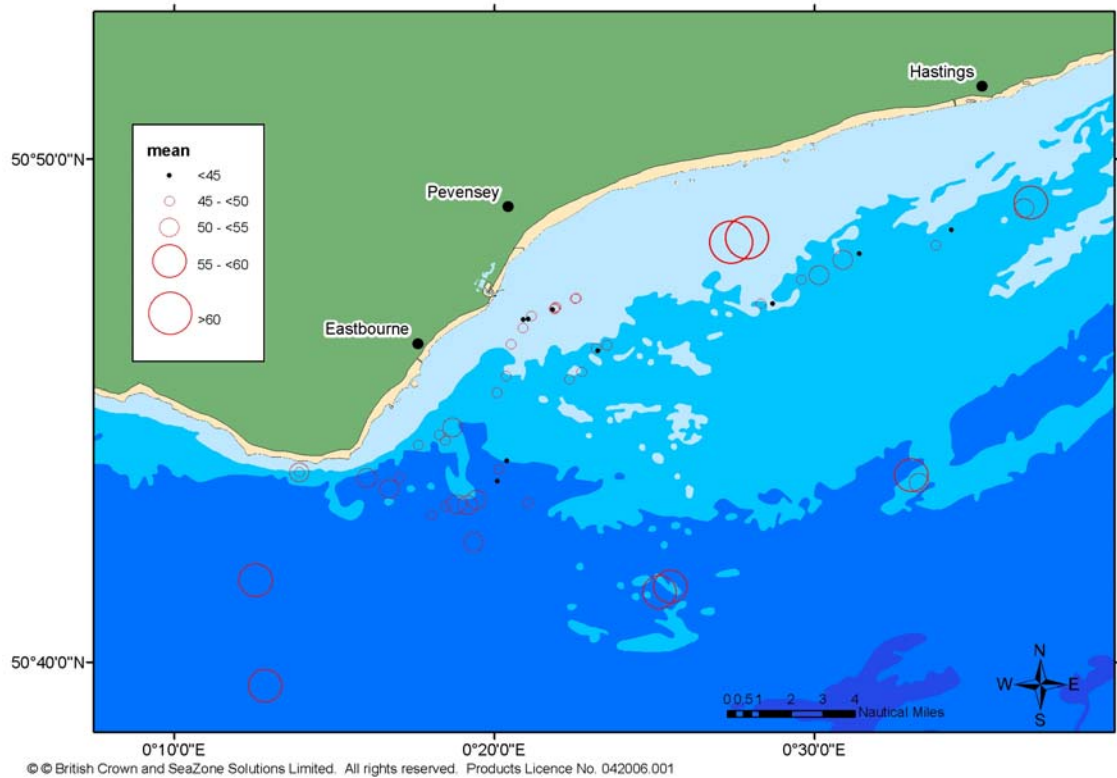 Hastings
50°50'0"N
mean
<45
45 - <50
50 - <55
55 - <60
>60
Pevensey
Eastbourne
50°40'0"N
N
W E
S
0 0,5 1 2 3 4
Nautical Miles
0°10'0"E 0°20'0"E 0°30'0"E
© © British Crown and SeaZone Solutions Limited. All rights reserved. Products Licence No. 042006.001